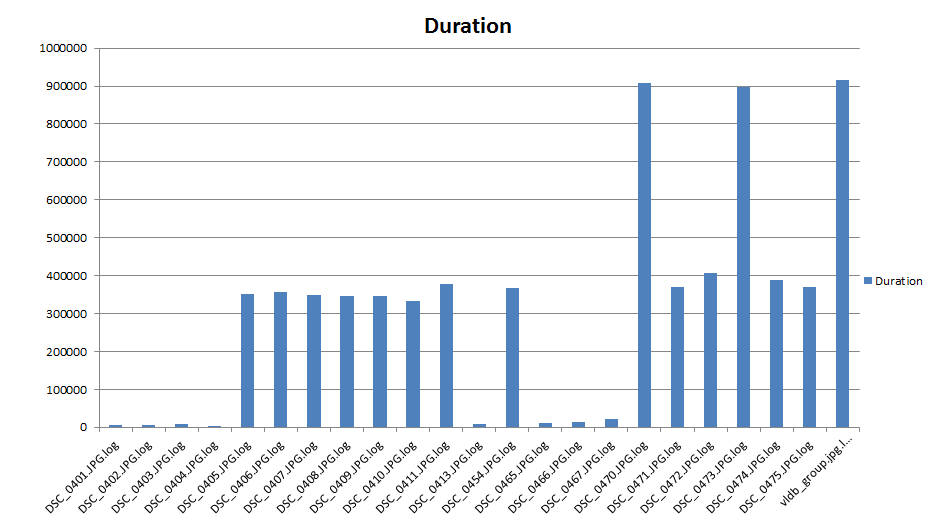 Duration
1000000
900000
800000
700000
600000
500000
400000
300000
200000
100000
0
DSC_0401.JPG.log
DSC_0402.JPG.log
DSC_0403.JPG.log
DSC_0404.JPG.log
DSC_0405.JPG.log
DSC_0406.JPG.log
DSC_0407.JPG.log
DSC_0408.JPG.log
DSC_0409.JPG.log
DSC_0410.JPG.log
DSC_0411.JPG.log
DSC_0413.JPG.log
DSC_0454.JPG.log
DSC_0465.JPG.log
DSC_0466.JPG.log
DSC_0467.JPG.log
DSC_0470.JPG.log
DSC_0471.JPG.log
DSC_0472.JPG.log
DSC_0473.JPG.log
DSC_0474.JPG.log
DSC_0475.JPG.log
vldb_group.jpg.l...
Duration